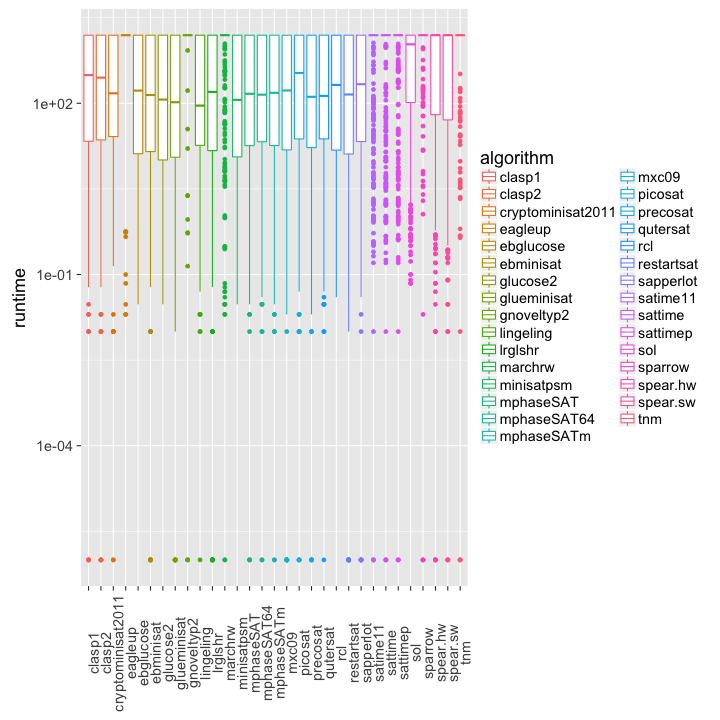 runtime
1e+02
1e-01
1e-04
clasp1
clasp2
cryptominisat2011
eagleup
ebglucose
ebminisat
glucose2
glueminisat
gnoveltyp2
lingeling
lrglshr
marchrw
minisatpsm
mphaseSAT
mphaseSAT64
mphaseSATm
mxc09
picosat
precosat
qutersat
rcl
restartsat
sapperlot
satime11
sattime
sattimep
sol
sparrow
spear.hw
spear.sw
tnm
algorithm
clasp1
clasp2
cryptominisat2011
eagleup
ebglucose
ebminisat
glucose2
glueminisat
gnoveltyp2
lingeling
lrglshr
marchrw
minisatpsm
mphaseSAT
mphaseSAT64
mphaseSATm
mxc09
picosat
precosat
qutersat
rcl
restartsat
sapperlot
satime11
sattime
sattimep
sol
sparrow
spear.hw
spear.sw
tnm